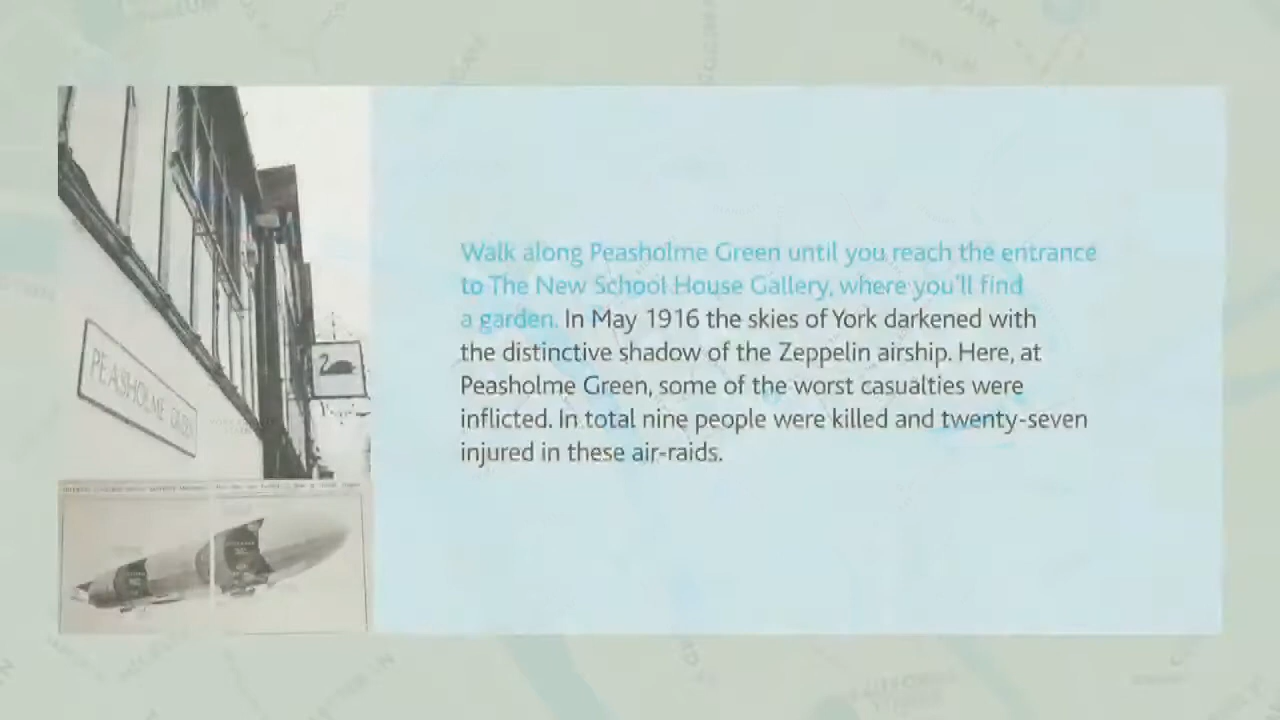 Walk along Peasholme Green until you reach the entrance
to The New School House Gallery, where you'll find
a garden. In May 1916 the skies of York darkened with
the distinctive shadow of the Zeppelin airship. Here, at
Peasholme Green, some of the worst casualties were
inflicted. In total nine people were killed and twenty-seven
injured in these air-raids.
PEASHOLME GREEN